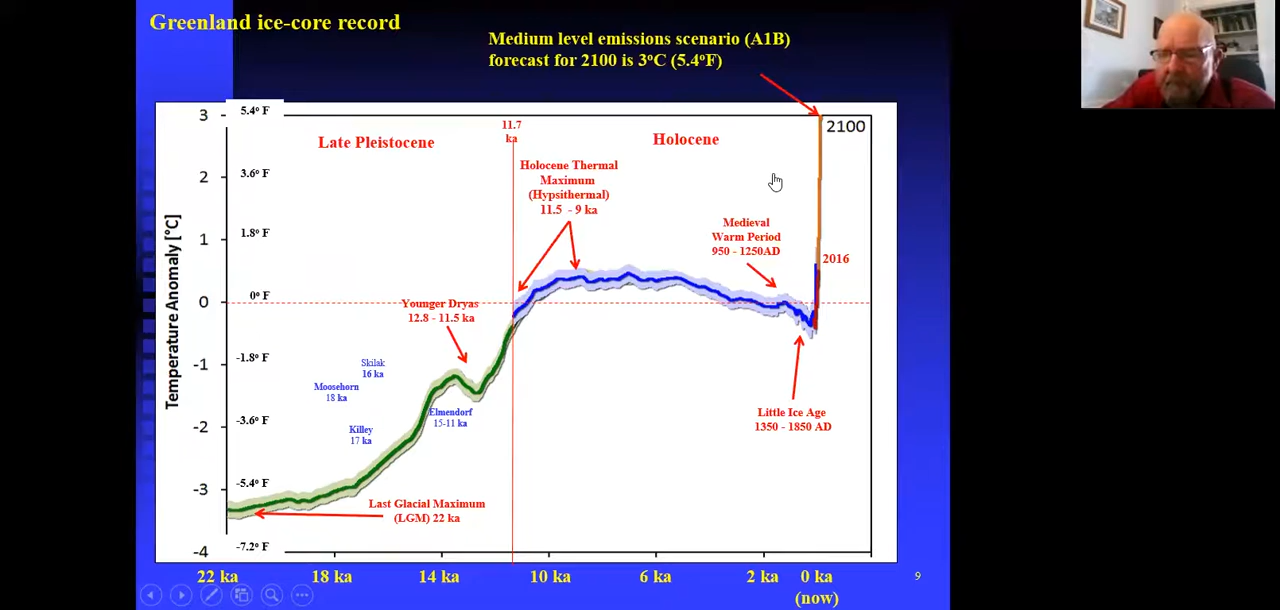 Greenland ice-core record
Medium level emissions scenario (A1B)
forecast for 2100 is 3°C (5.4°F)
Temperature Anomaly [°C]
3
2
1
0
-1
-2
-3
-4
5.4° F
3.6° F
1.8° F
0° F
-1.8° F
-3.6° F
-5.4° F
-7.2° F
Late Pleistocene
11.7
ka
Holocene
2100
Holocene Thermal
Maximum
(Hypsithermal)
11.5 - 9 ka
Medieval
Warm Period
950 - 1250AD
2016
Younger Dryas
12.8 - 11.5 ka
Skilak
16 ka
Moosehorn
18 ka
Killey
17 ka
Elmendorf
15-11 ka
Little Ice Age
1350 - 1850 AD
Last Glacial Maximum
(LGM) 22 ka
22 ka
18 ka
14 ka
10 ka
6 ka
2 ka
0 ka
(now)
9